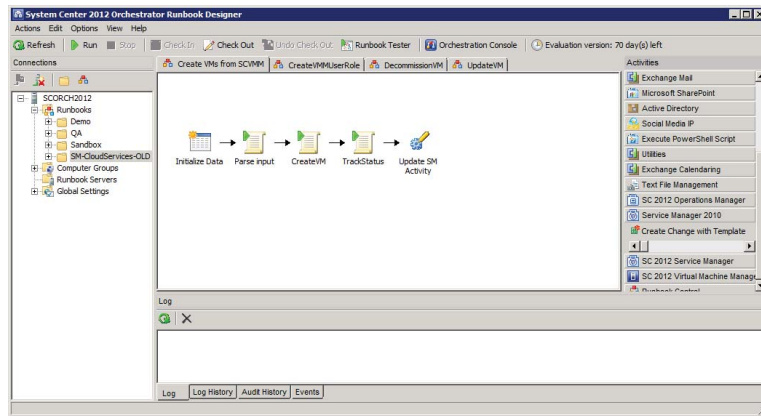 System Center 2012 Orchestrator Runbook Designer
Actions Edit Options View Help
Refresh Run Stop Check In Check Out Undo Check Out Runbook Tester Orchestration Console Evaluation version: 70 day(s) left
Connections
SCORCH2012
Runbooks
Demo
QA
Sandbox
SM-CloudServices-OLD
Computer Groups
Runbook Servers
Global Settings
Create VMs from SCVMM CreateVMMUserRole DecommissionVM UpdateVM
Initialize Data Parse input CreateVM TrackStatus Update SM
Activity
Log
Log Log History Audit History Events
Activities
Exchange Mail
Microsoft SharePoint
Active Directory
Social Media IP
Execute PowerShell Script
Utilities
Exchange Calendaring
Text File Management
SC 2012 Operations Manager
Service Manager 2010
Create Change with Template
SC 2012 Service Manager
SC 2012 Virtual Machine Manage
Runbook Control